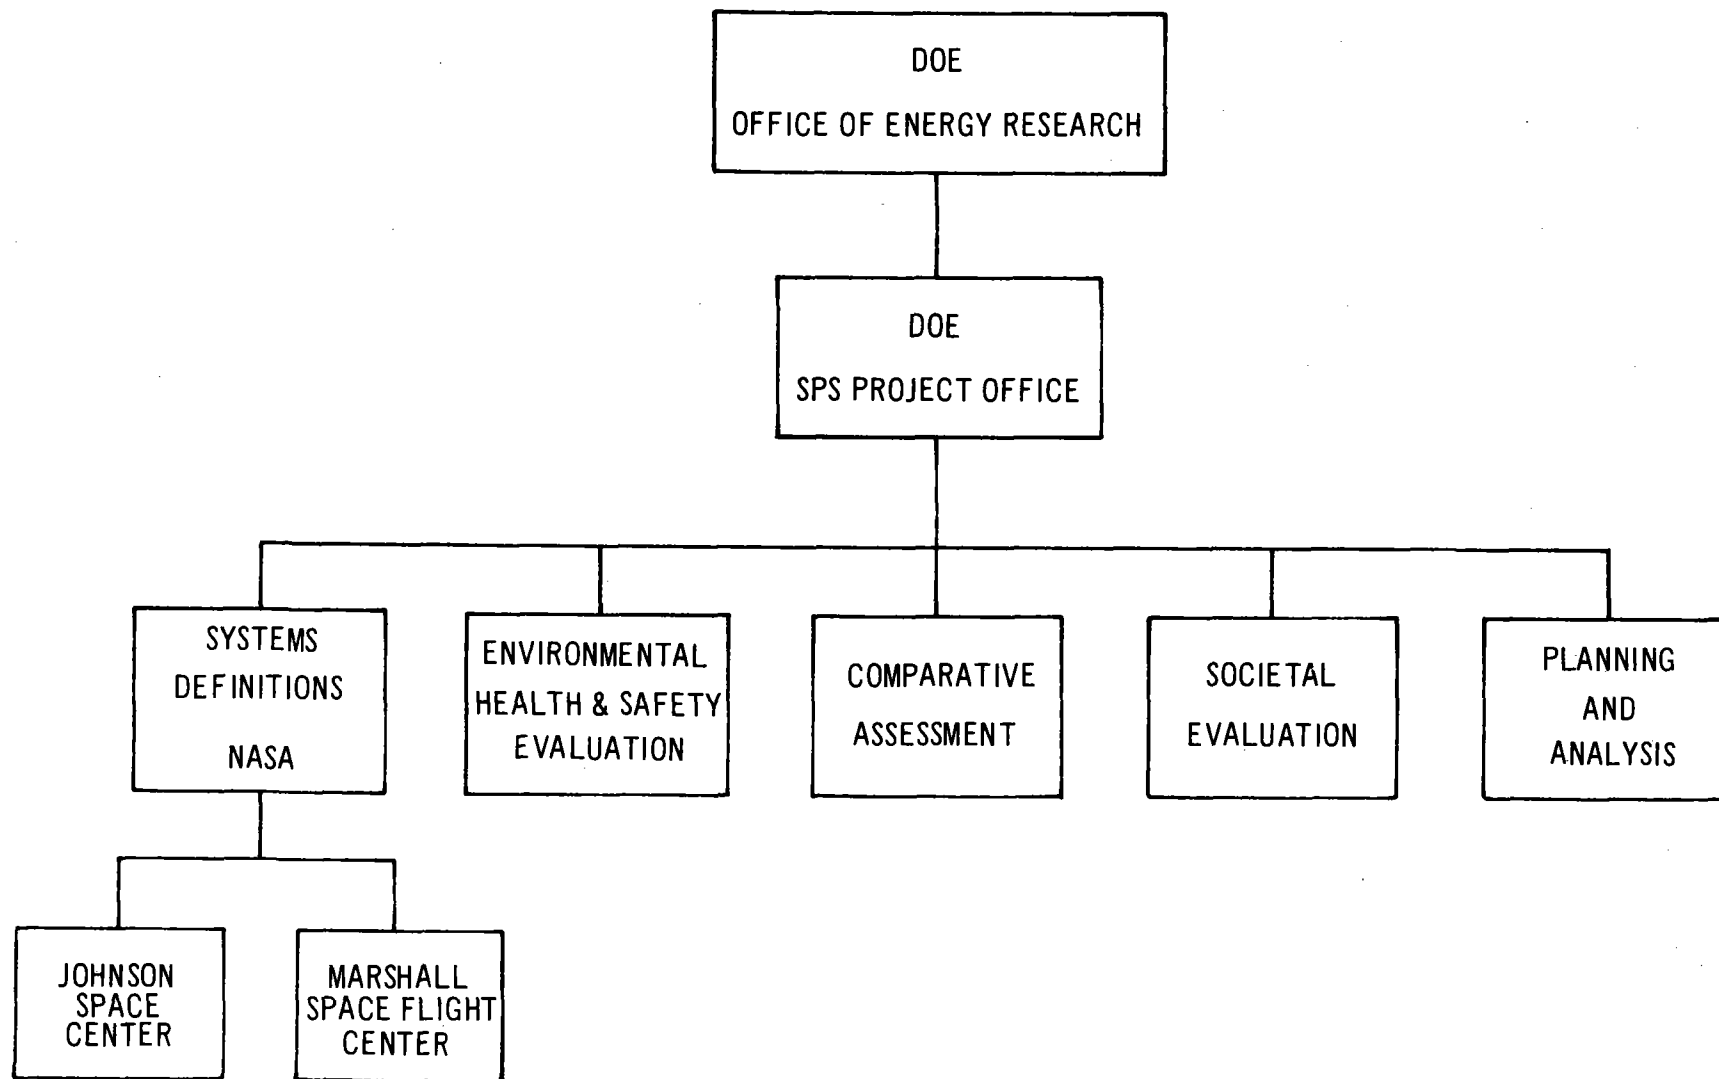 DOE
OFFICE OF ENERGY RESEARCH
DOE
SPS PROJECT OFFICE
SYSTEMS
DEFINITIONS
NASA
ENVIRONMENTAL
HEALTH & SAFETY
EVALUATION
COMPARATIVE
ASSESSMENT
SOCIETAL
EVALUATION
PLANNING
AND
ANALYSIS
JOHNSON
SPACE
CENTER
MARSHALL
SPACE FLIGHT
CENTER